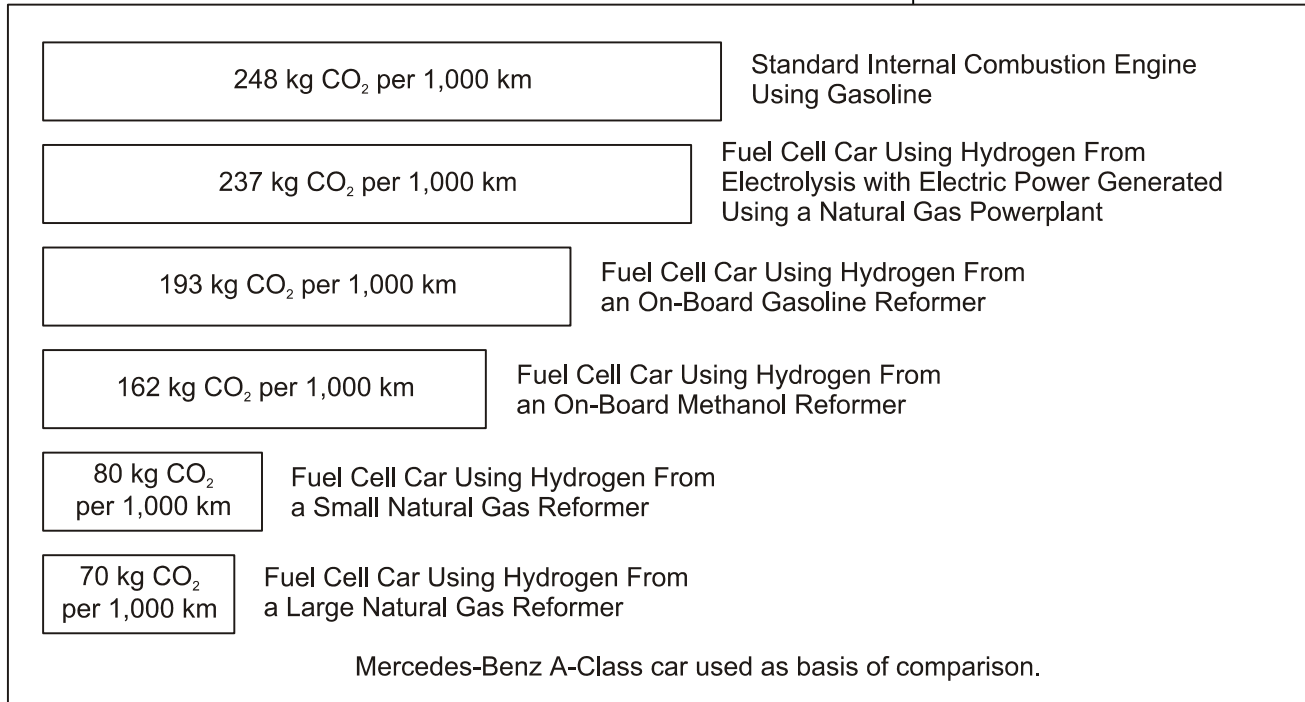 248 kg CO₂ per 1,000 km
Standard Internal Combustion Engine
Using Gasoline
237 kg CO₂ per 1,000 km
Fuel Cell Car Using Hydrogen From
Electrolysis with Electric Power Generated
Using a Natural Gas Powerplant
193 kg CO₂ per 1,000 km
Fuel Cell Car Using Hydrogen From
an On-Board Gasoline Reformer
162 kg CO₂ per 1,000 km
Fuel Cell Car Using Hydrogen From
an On-Board Methanol Reformer
80 kg CO₂
per 1,000 km
Fuel Cell Car Using Hydrogen From
a Small Natural Gas Reformer
70 kg CO₂
per 1,000 km
Fuel Cell Car Using Hydrogen From
a Large Natural Gas Reformer
Mercedes-Benz A-Class car used as basis of comparison.